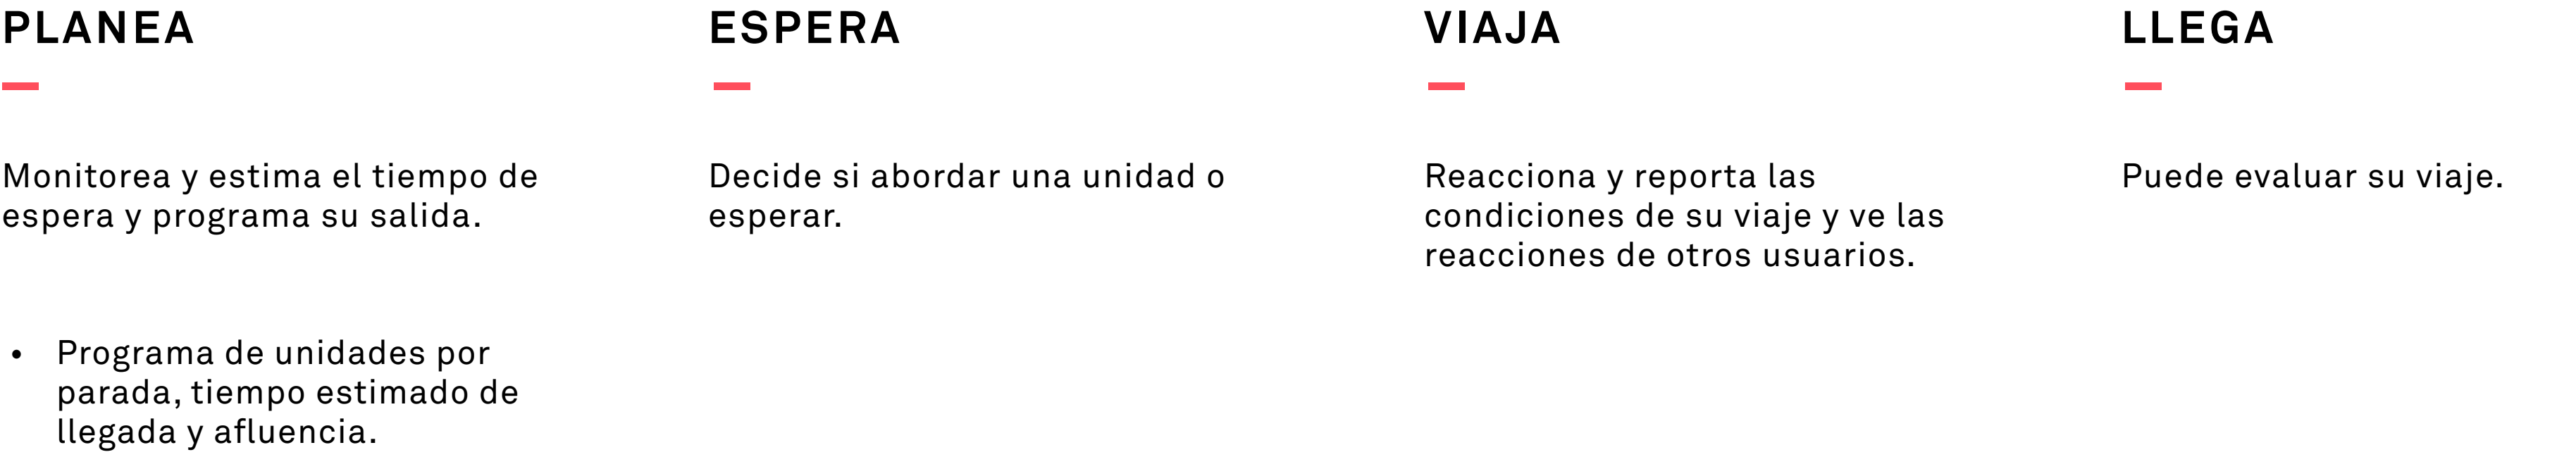 PLANEA
Monitorea y estima el tiempo de
espera y programa su salida.
• Programa de unidades por
parada, tiempo estimado de
llegada y afluencia.
ESPERA
Decide si abordar una unidad o
esperar.
VIAJA
Reacciona y reporta las
condiciones de su viaje y ve las
reacciones de otros usuarios.
LLEGA
Puede evaluar su viaje.